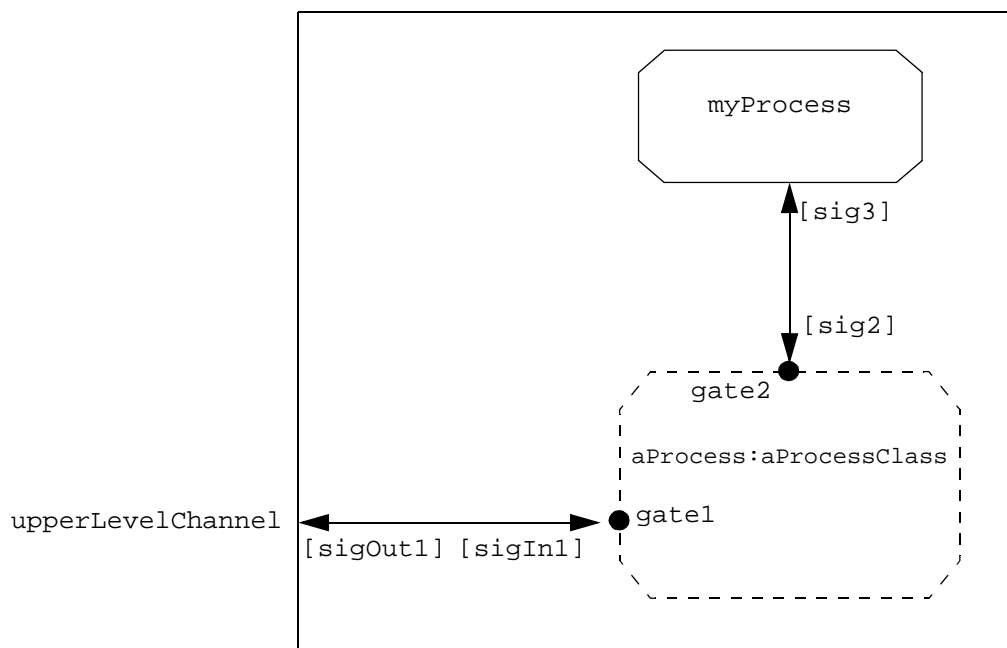 myProcess
[sig3]
[sig2]
gate2
aProcess:aProcessClass
gate1
upperLevelChannel
[sigOut1] [sigIn1]